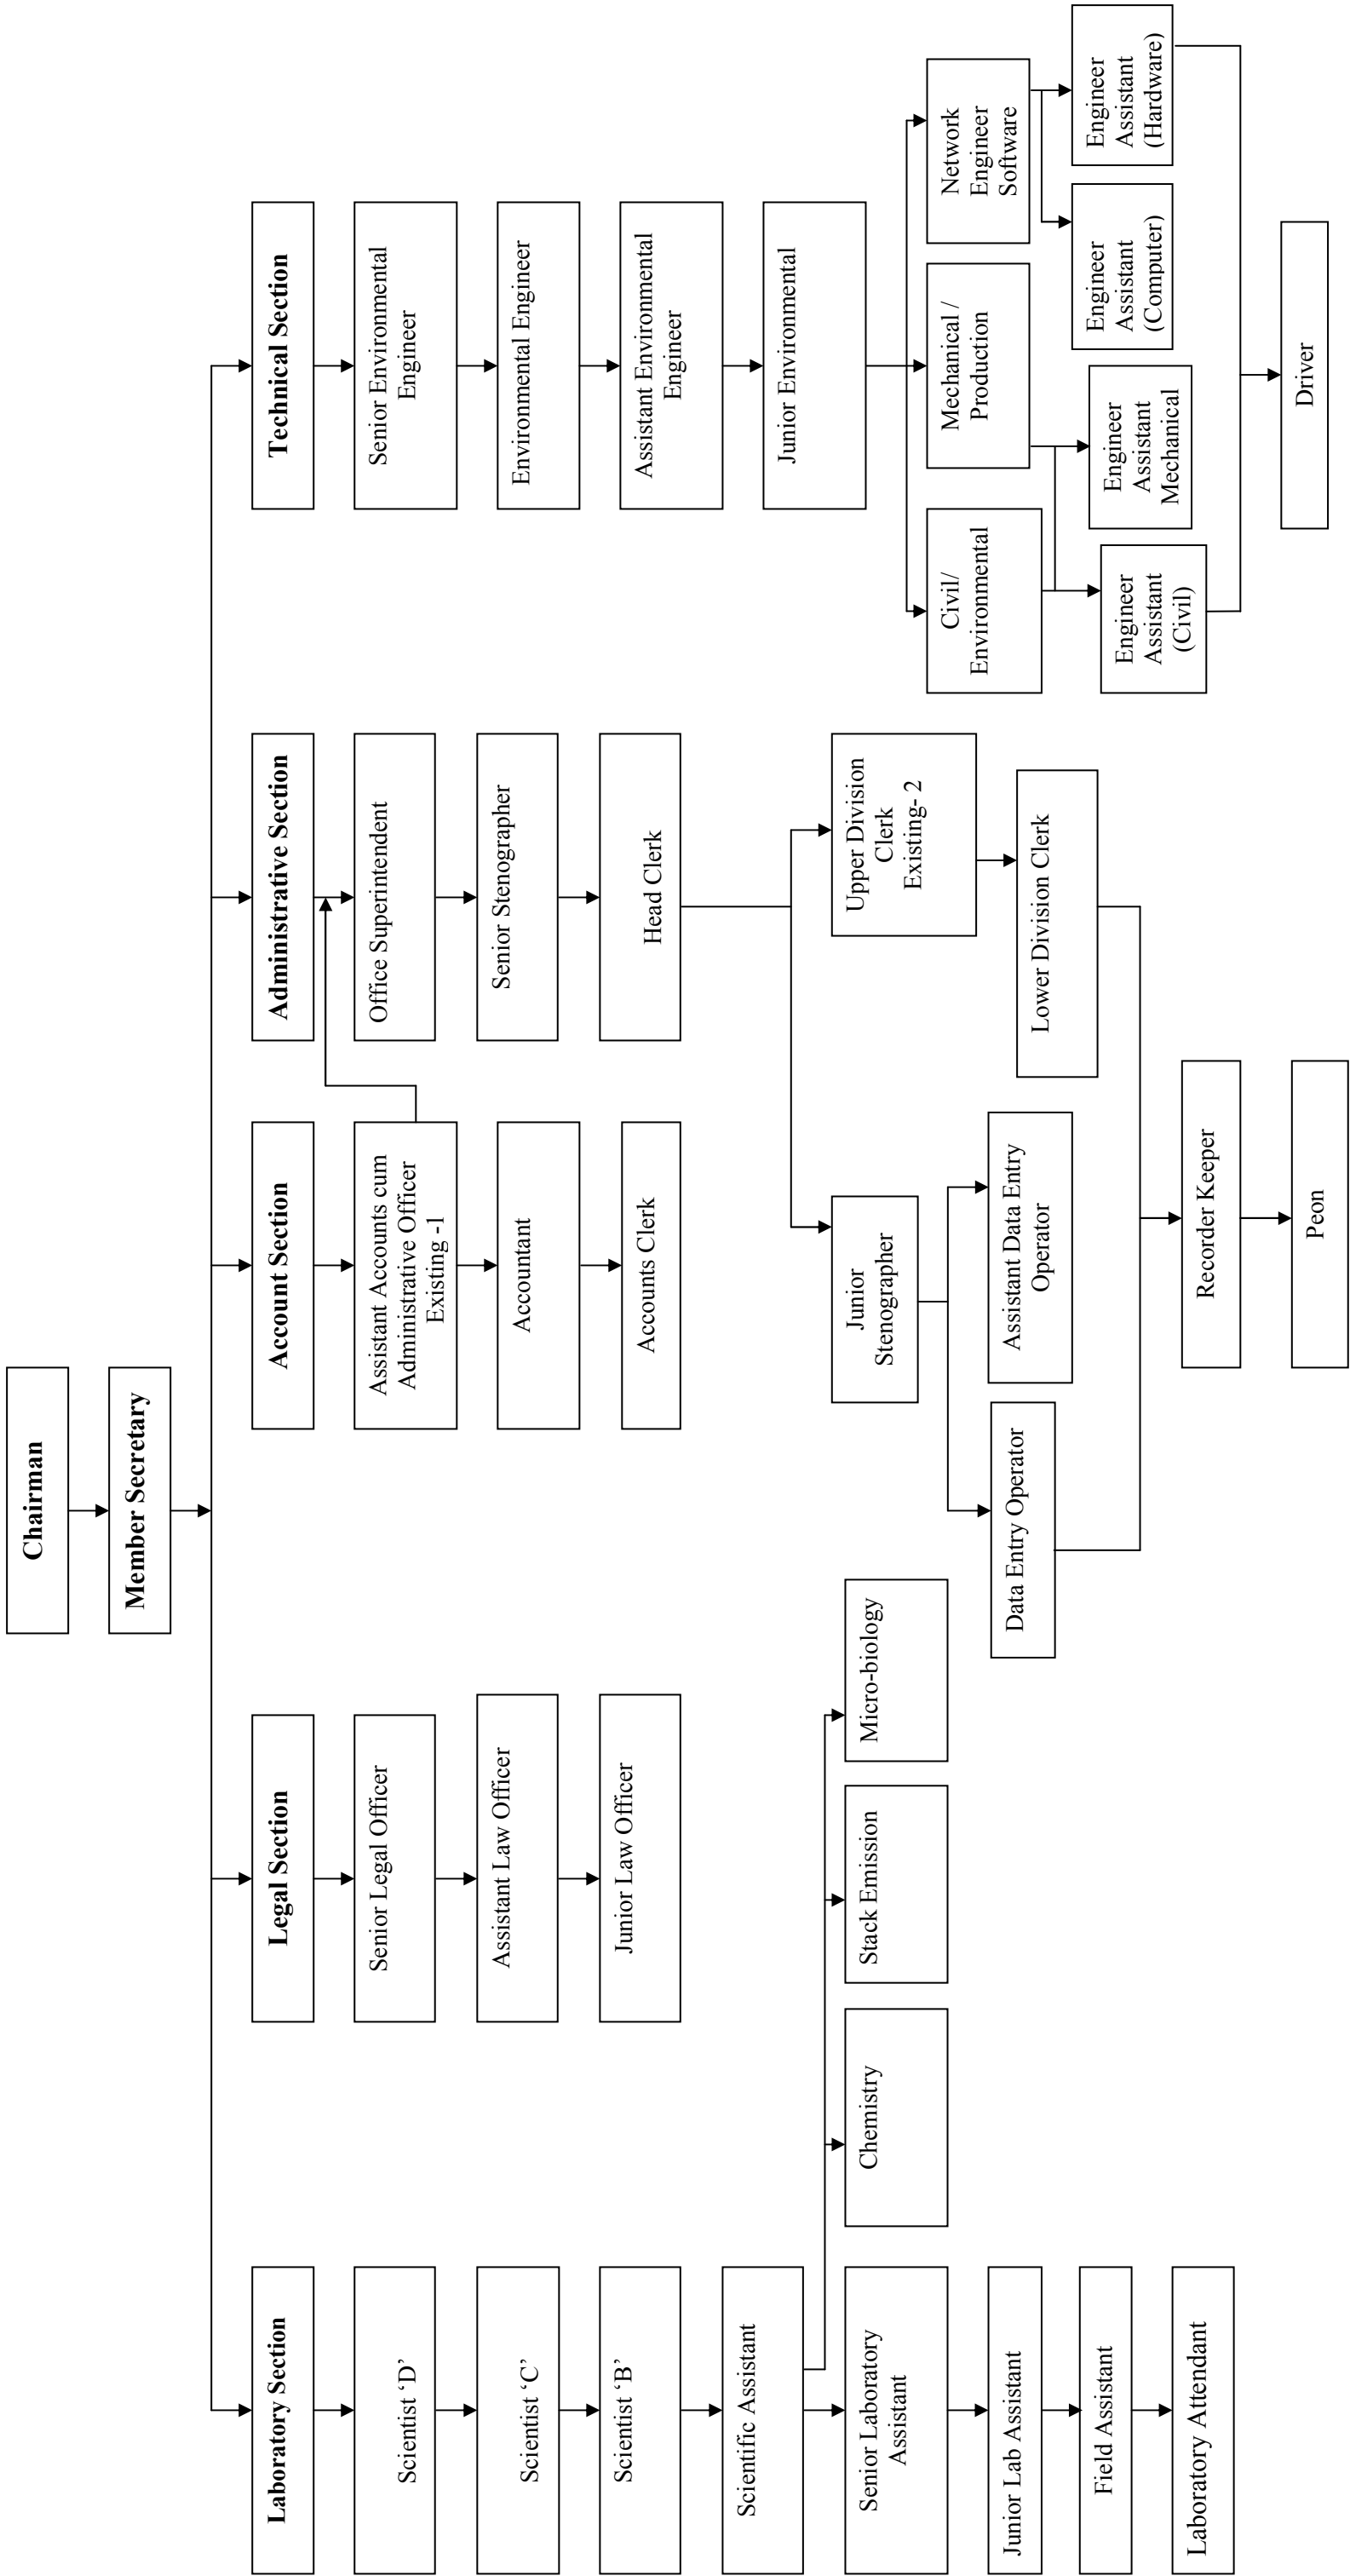 Chairman
Member Secretary
Laboratory Section
Legal Section
Account Section
Administrative Section
Technical Section
Scientist ‘D’
Senior Legal Officer
Assistant Accounts cum
Administrative Officer
Existing -1
Office Superintendent
Senior Environmental
Engineer
Scientist ‘C’
Assistant Law Officer
Accountant
Senior Stenographer
Environmental Engineer
Scientist ‘B’
Junior Law Officer
Accounts Clerk
Head Clerk
Assistant Environmental
Engineer
Scientific Assistant
Junior Environmental
Senior Laboratory
Assistant
Chemistry
Stack Emission
Micro-biology
Junior
Stenographer
Upper Division
Clerk
Existing- 2
Civil/
Environmental
Mechanical /
Production
Network
Engineer
Software
Junior Lab Assistant
Data Entry Operator
Assistant Data Entry
Operator
Lower Division Clerk
Engineer
Assistant
(Civil)
Engineer
Assistant
Mechanical
Engineer
Assistant
(Computer)
Engineer
Assistant
(Hardware)
Field Assistant
Laboratory Attendant
Recorder Keeper
Driver
Peon